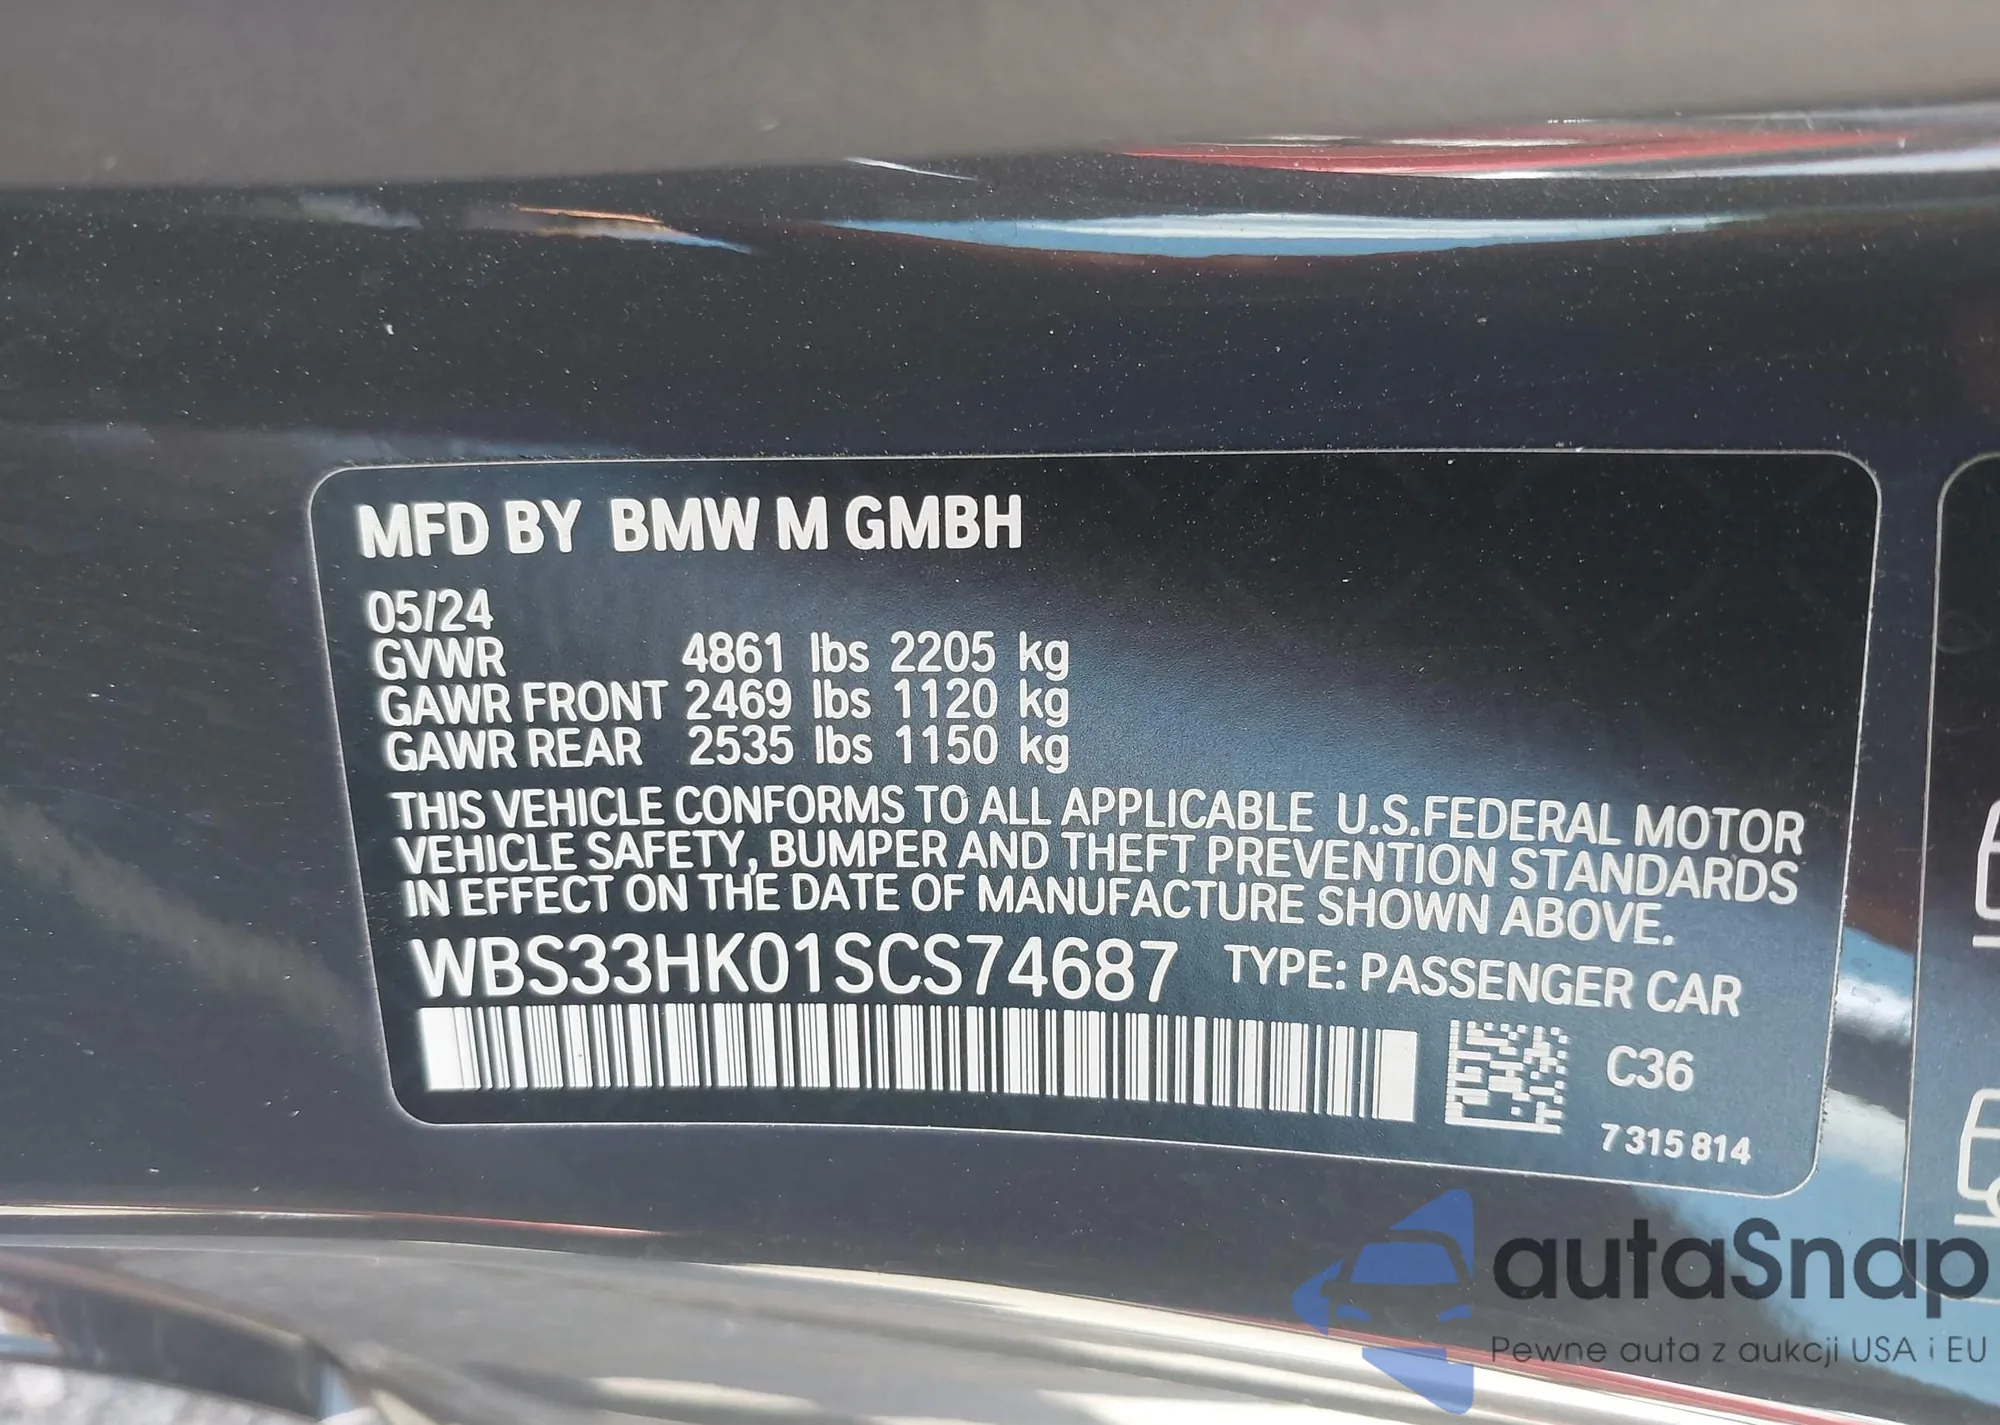 MFD BY BMW M GMBH
05/24
GVWR 4861 lbs 2205 kg
GAWR FRONT 2469 lbs 1120 kg
GAWR REAR 2535 lbs 1150 kg
THIS VEHICLE CONFORMS TO ALL APPLICABLE U.S.FEDERAL MOTOR
VEHICLE SAFETY, BUMPER AND THEFT PREVENTION STANDARDS
IN EFFECT ON THE DATE OF MANUFACTURE SHOWN ABOVE.
WBS33HK01SCS74687 TYPE: PASSENGER CAR
C36
7 315 814
autaSnap
Pewne auta z aukcji USA i EU